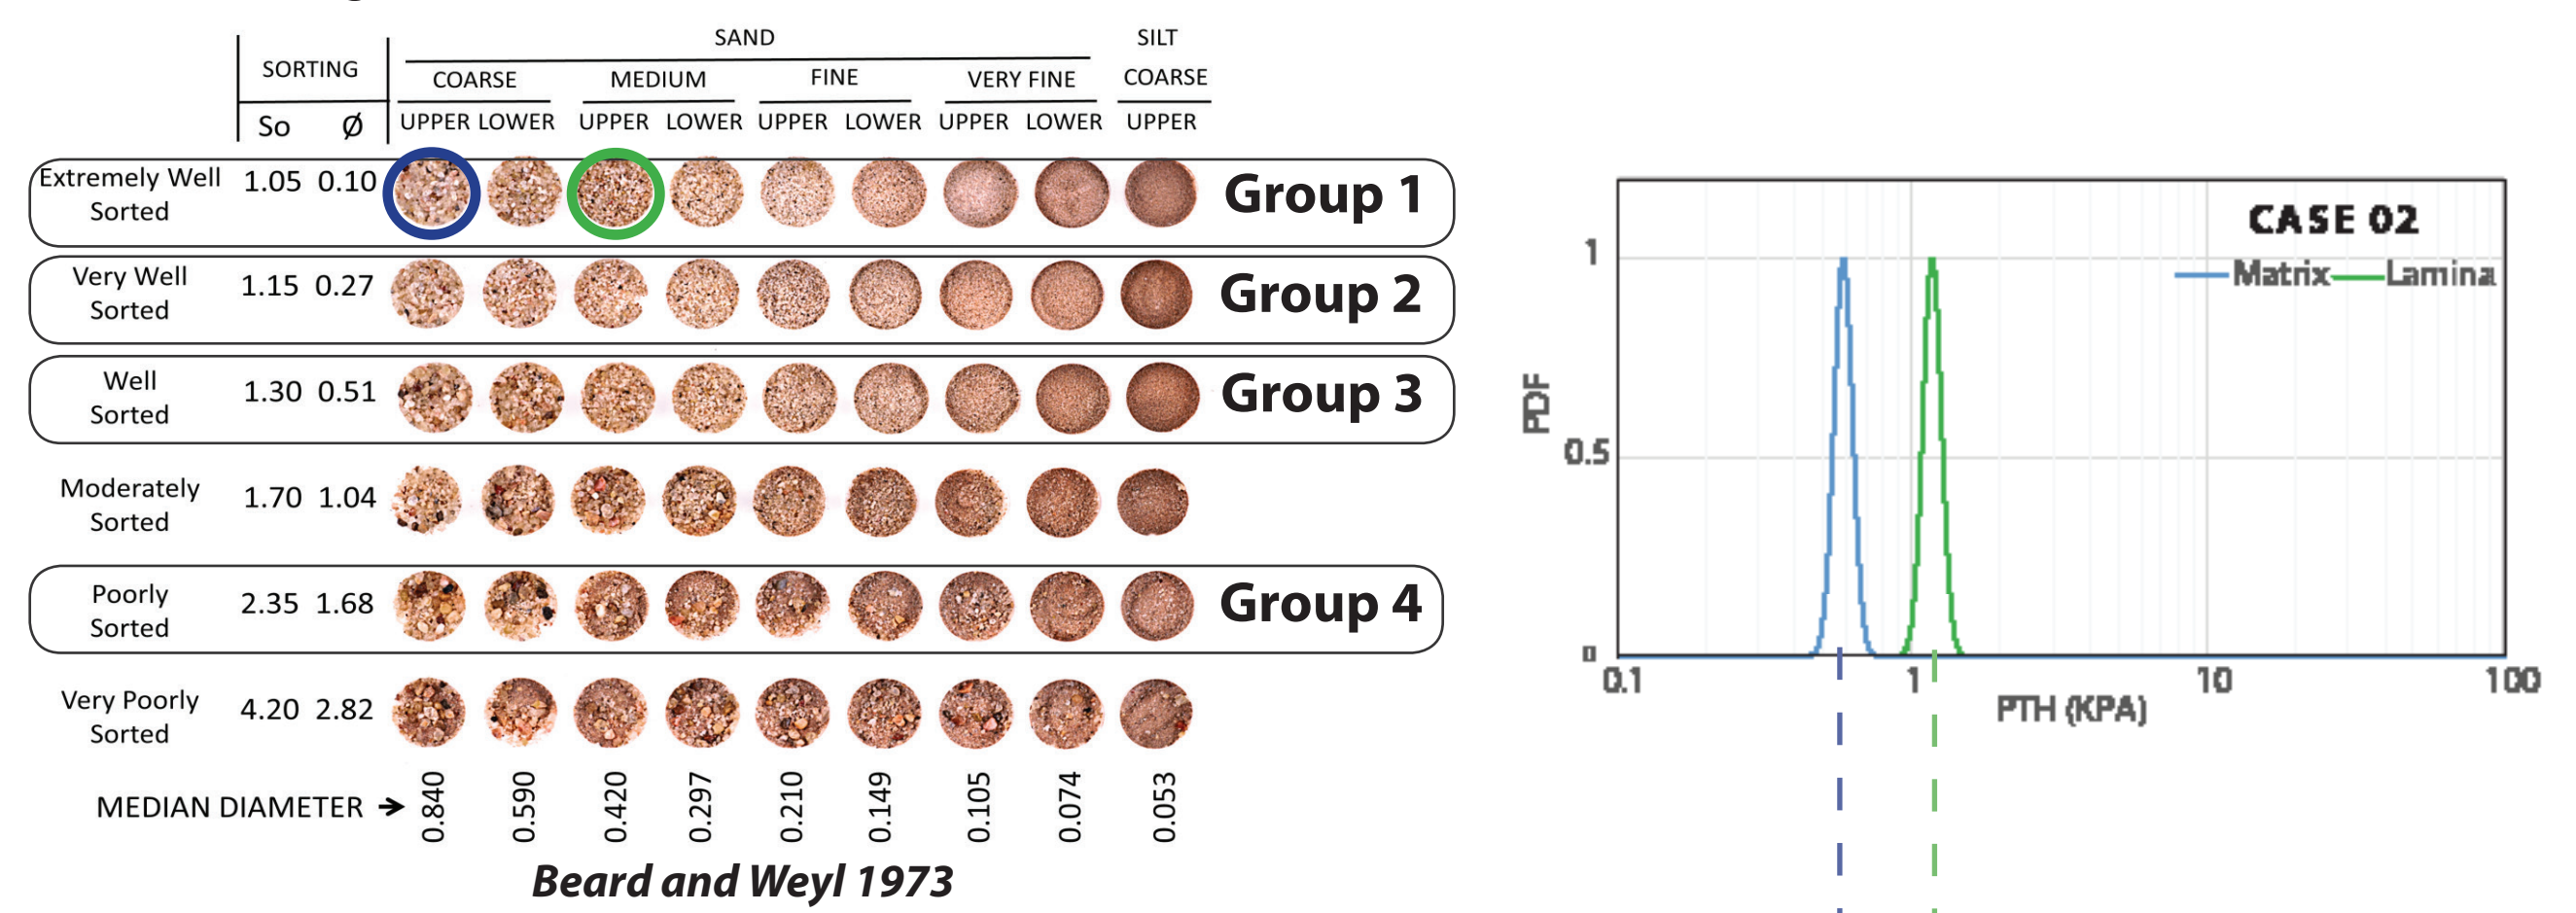 SAND
SILT
SORTING
COARSE MEDIUM FINE VERY FINE COARSE
So Ø UPPER LOWER UPPER LOWER UPPER LOWER UPPER LOWER UPPER
Extremely Well
Sorted
1.05 0.10
Group 1
Very Well
Sorted
1.15 0.27
Group 2
Well
Sorted
1.30 0.51
Group 3
Moderately
Sorted
1.70 1.04
Poorly
Sorted
2.35 1.68
Group 4
Very Poorly
Sorted
4.20 2.82
MEDIAN DIAMETER → 0.840 0.590 0.420 0.297 0.210 0.149 0.105 0.074 0.053
Beard and Weyl 1973
CASE 02
Matrix Lamina
PDF
1
0.5
0
0.1 1 10 100
PTH (KPA)